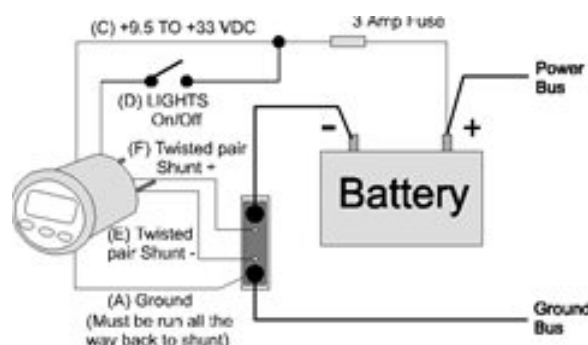 (C) +9.5 TO +33 VDC
3 Amp Fuse
Power
Bus
(D) LIGHTS
On/Off
-
+
(F) Twisted pair
Shunt +
Battery
(E) Twisted
pair Shunt -
(A) Ground
(Must be run all the
way back to shunt)
Ground
Bus